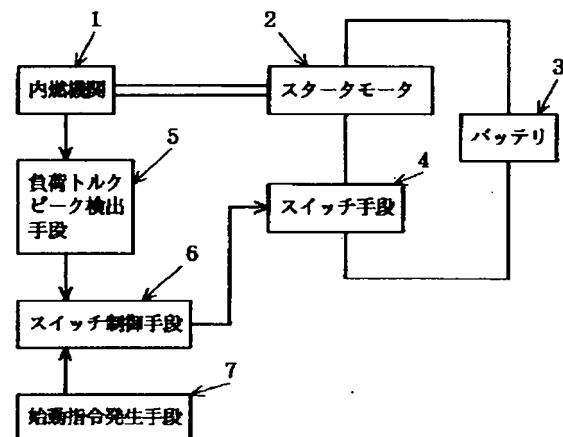 1
2
内燃機関
スタータモータ
3
バッテリ
5
4
負荷トルク
ピーク検出
手段
スイッチ手段
6
スイッチ制御手段
7
始動指令発生手段